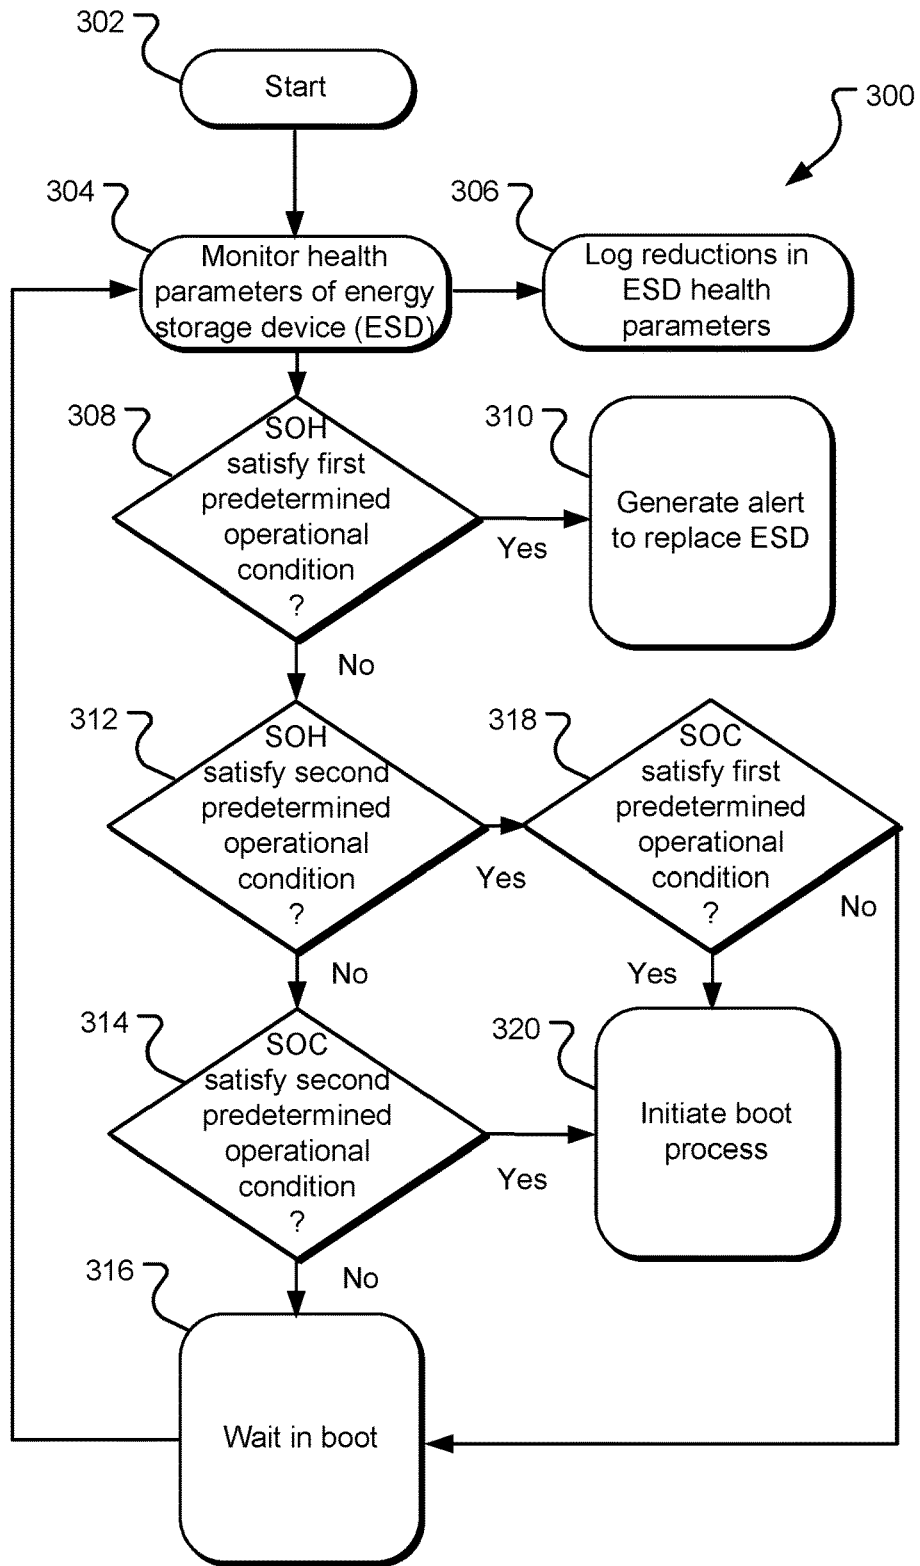 302
Start
300
304
Monitor health
parameters of energy
storage device (ESD)
306
Log reductions in
ESD health
parameters
308
SOH
satisfy first
predetermined
operational
condition
?
Yes
310
Generate alert
to replace ESD
No
312
SOH
satisfy second
predetermined
operational
condition
?
Yes
318
SOC
satisfy first
predetermined
operational
condition
?
No
No
Yes
314
SOC
satisfy second
predetermined
operational
condition
?
Yes
320
Initiate boot
process
No
316
Wait in boot